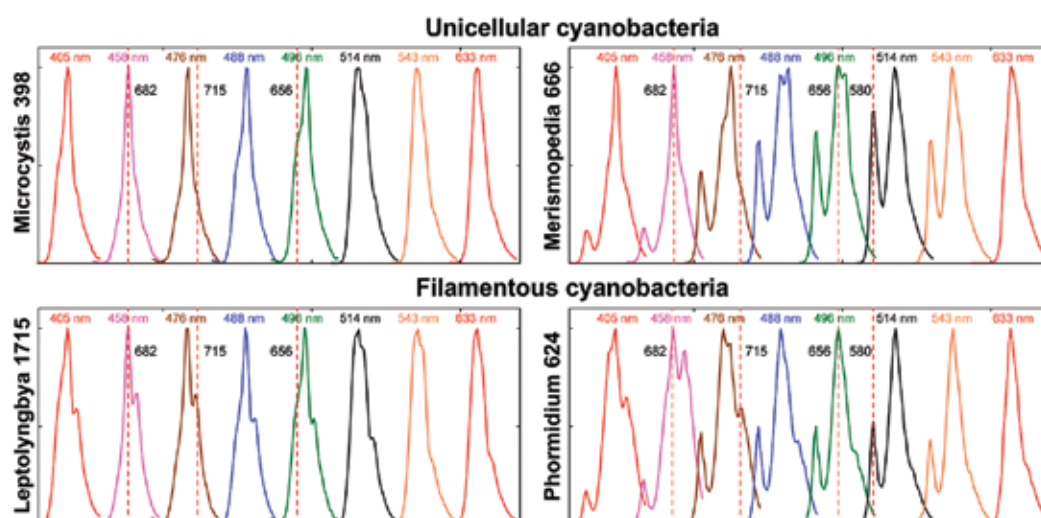 Unicellular cyanobacteria
Microcystis 398
405 nm 458 nm 476 nm 488 nm 496 nm 514 nm 543 nm 633 nm
682 715 656
Merismopedia 666
405 nm 458 nm 476 nm 488 nm 496 nm 514 nm 543 nm 633 nm
682 715 656 580
Filamentous cyanobacteria
Leptolyngbya 1715
405 nm 458 nm 476 nm 488 nm 496 nm 514 nm 543 nm 633 nm
682 715 656
Phormidium 624
405 nm 458 nm 476 nm 488 nm 496 nm 514 nm 543 nm 633 nm
682 715 656 580